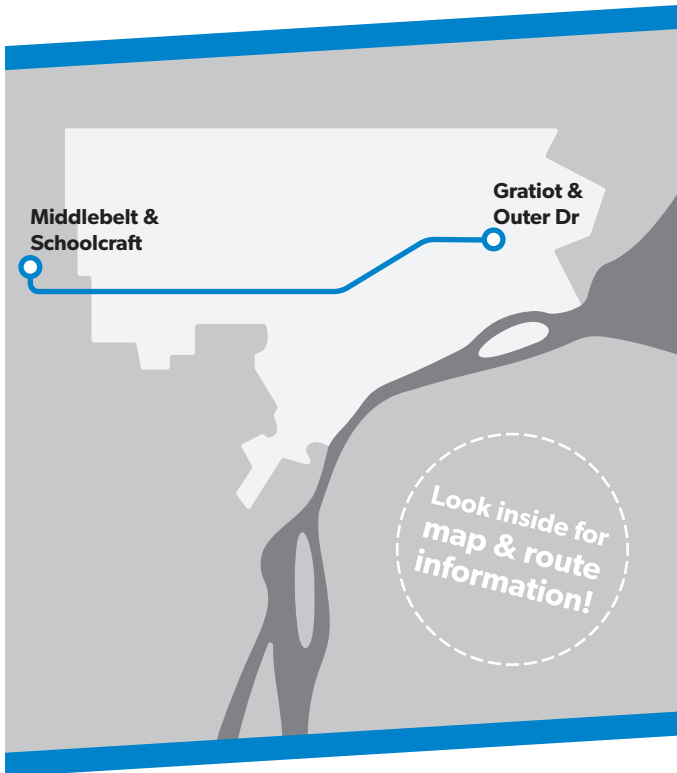 Gratiot &
Outer Dr
Middlebelt &
Schoolcraft
Look inside for
map & route
information!